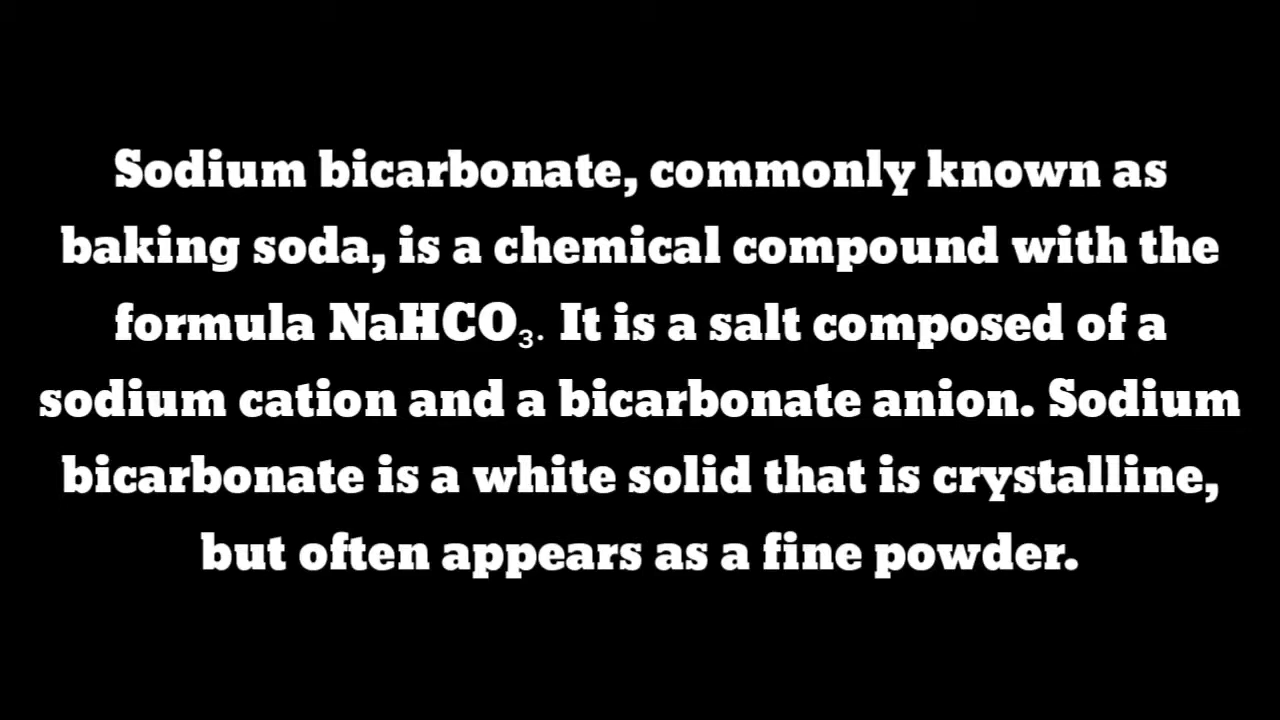 Sodium bicarbonate, commonly known as
baking soda, is a chemical compound with the
formula NaHCO₃. It is a salt composed of a
sodium cation and a bicarbonate anion. Sodium
bicarbonate is a white solid that is crystalline,
but often appears as a fine powder.